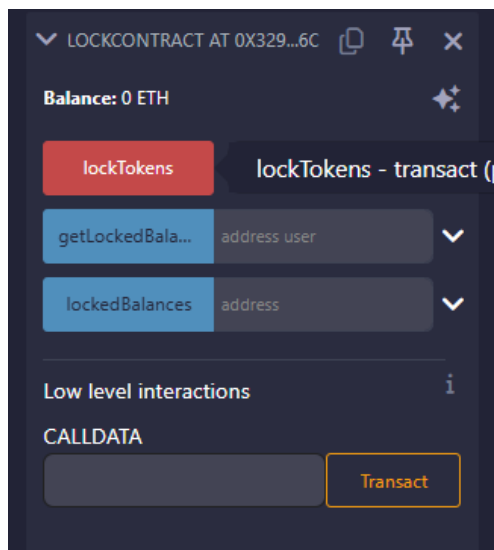 LOCKCONTRACT AT 0X329...6C
Balance: 0 ETH
lockTokens
lockTokens - transact (
getLockedBala... address user
lockedBalances address
Low level interactions
i
CALLDATA
Transact